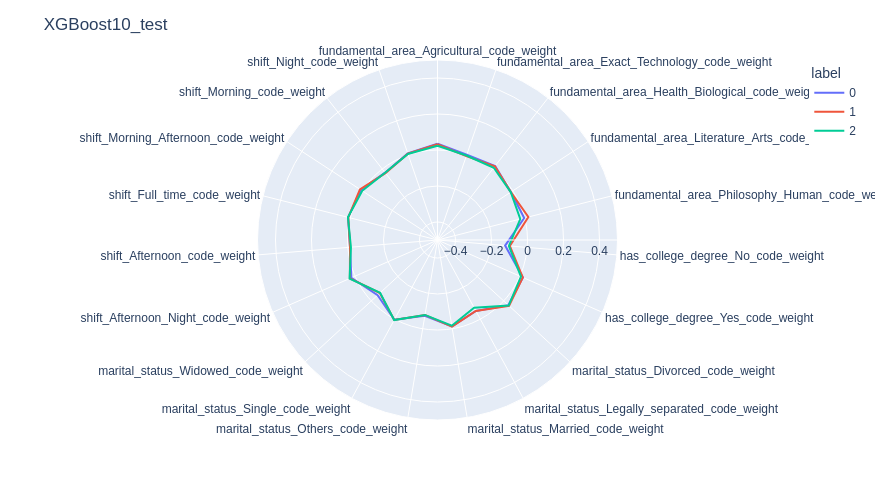 XGBoost10_test
fundamental_area_Agricultural_code_weight
shift_Night_code_weight
fundamental_area_Exact_Technology_code_weight
label
shift_Morning_code_weight
fundamental_area_Health_Biological_code_weig
0
1
shift_Morning_Afternoon_code_weight
fundamental_area_Literature_Arts_code_
2
shift_Full_time_code_weight
fundamental_area_Philosophy_Human_code_we
−0.4
−0.2
0
0.2
0.4
shift_Afternoon_code_weight
has_college_degree_No_code_weight
shift_Afternoon_Night_code_weight
has_college_degree_Yes_code_weight
marital_status_Widowed_code_weight
marital_status_Divorced_code_weight
marital_status_Single_code_weight
marital_status_Legally_separated_code_weight
marital_status_Others_code_weight
marital_status_Married_code_weight